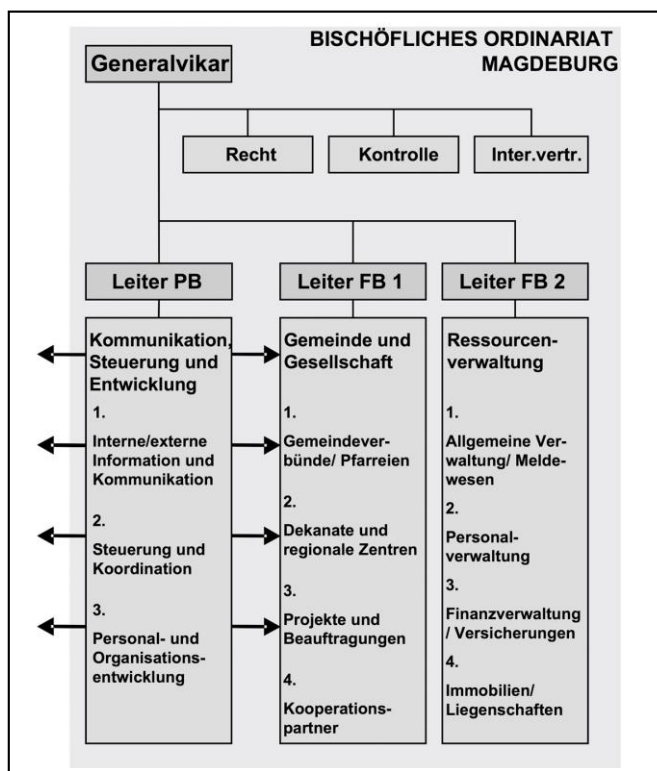 BISCHÖFLICHES ORDINARIAT
MAGDEBURG
Generalvikar
Recht
Kontrolle
Inter.vertr.
Leiter PB
Leiter FB 1
Leiter FB 2
Kommunikation,
Steuerung und
Entwicklung
1.
Interne/externe
Information und
Kommunikation
2.
Steuerung und
Koordination
3.
Personal- und
Organisations-
entwicklung
Gemeinde und
Gesellschaft
1.
Gemeindever-
bünde/ Pfarreien
2.
Dekanate und
regionale Zentren
3.
Projekte und
Beauftragungen
4.
Kooperations-
partner
Ressourcen-
verwaltung
1.
Allgemeine Ver-
waltung/ Melde-
wesen
2.
Personal-
verwaltung
3.
Finanzverwaltung
/ Versicherungen
4.
Immobilien/
Liegenschaften